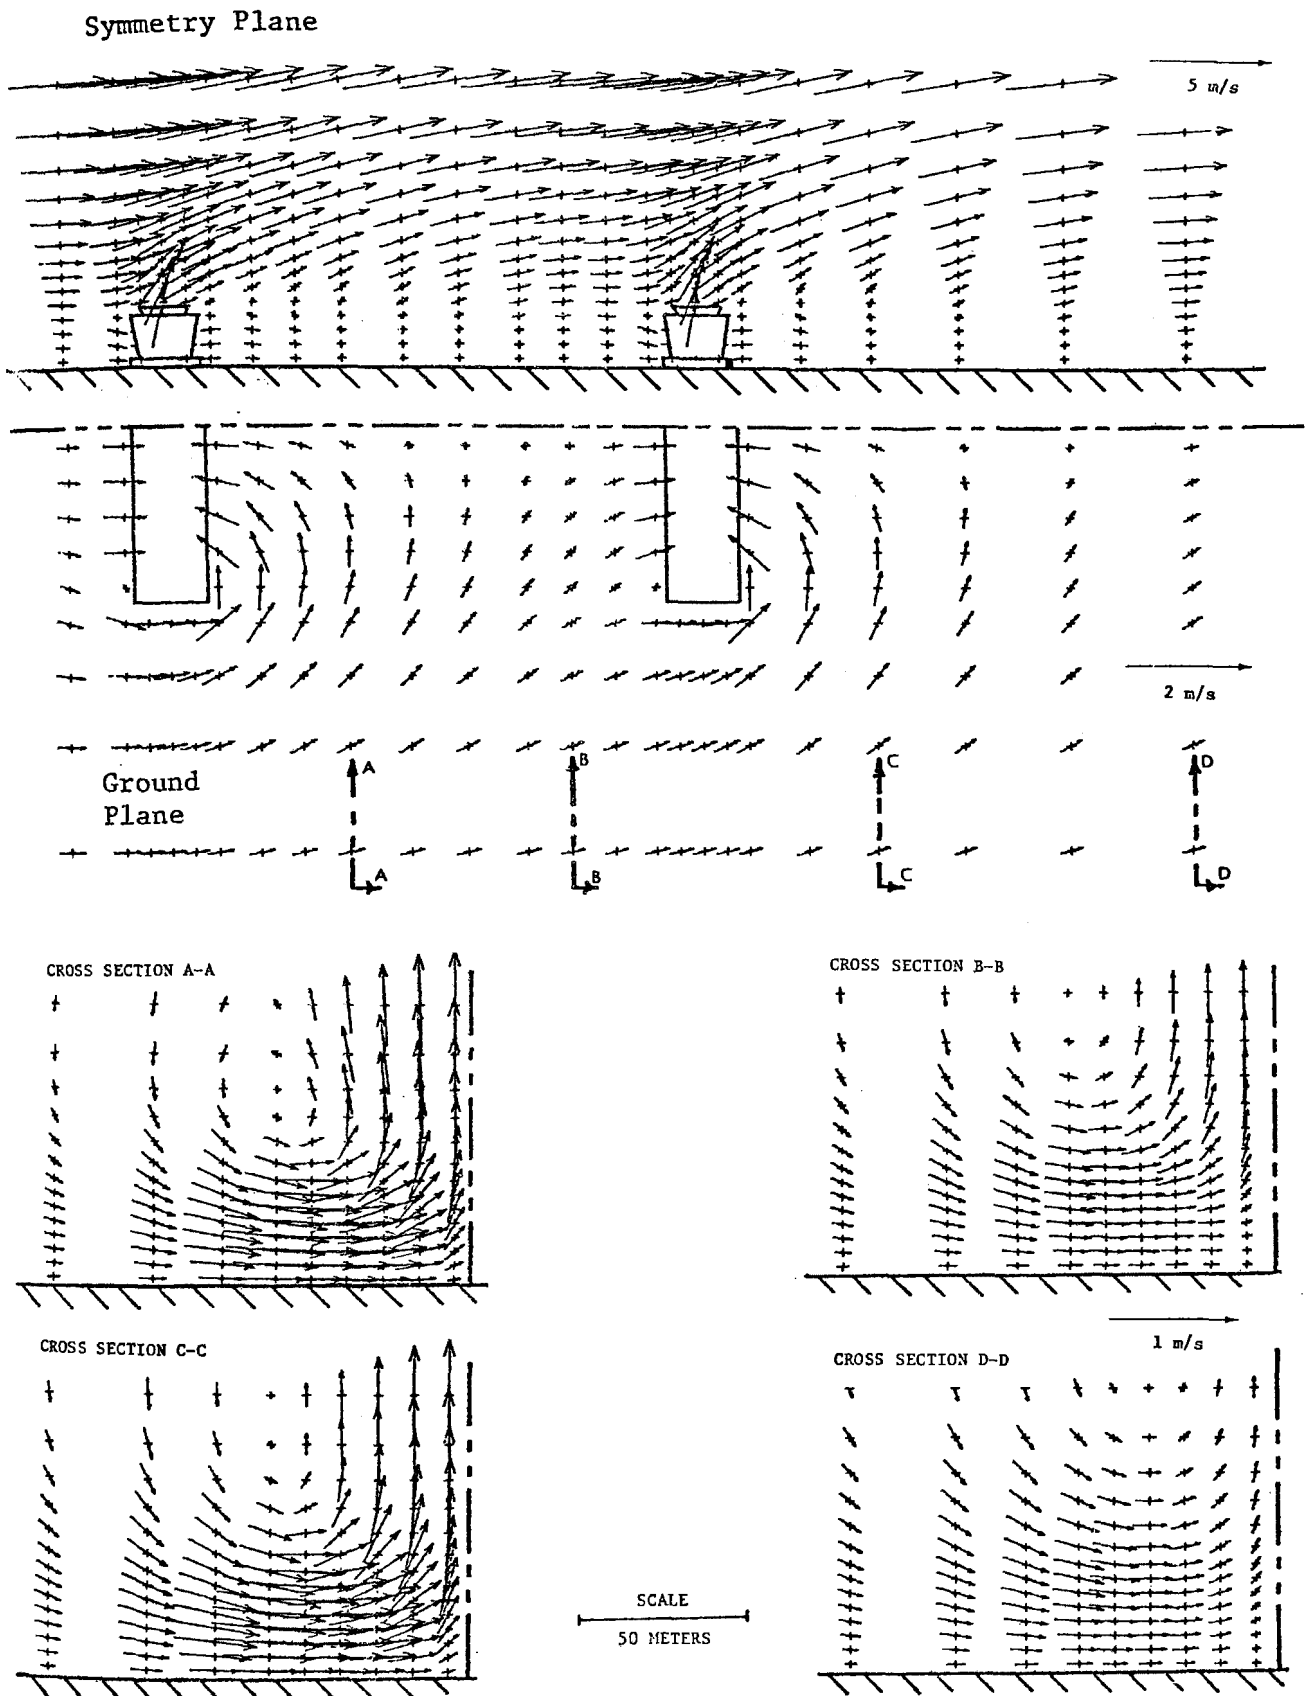 Symmetry Plane
5 m/s
2 m/s
A
B
C
D
Ground
Plane
A
B
C
D
CROSS SECTION A-A
CROSS SECTION B-B
1 m/s
CROSS SECTION C-C
CROSS SECTION D-D
SCALE
50 METERS